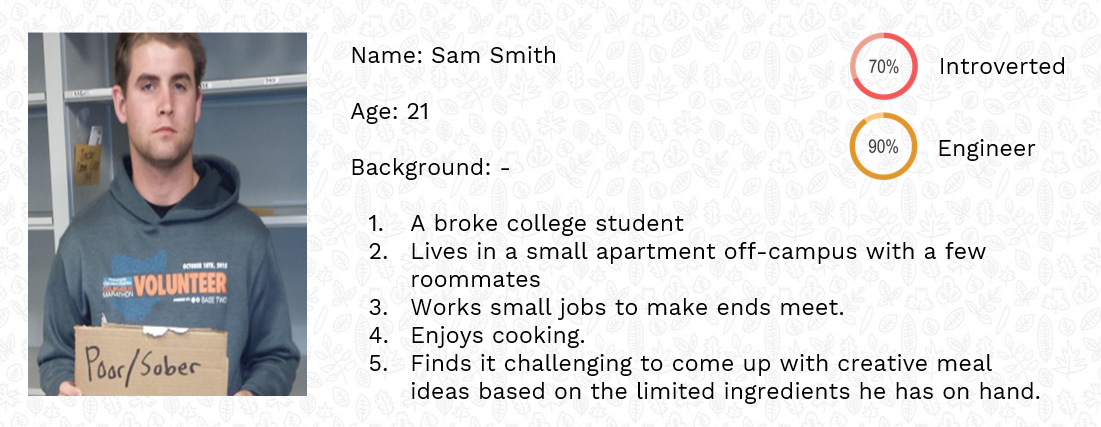 Name: Sam Smith
Age: 21
Background: -
1. A broke college student
2. Lives in a small apartment off-campus with a few
roommates
3. Works small jobs to make ends meet.
4. Enjoys cooking.
5. Finds it challenging to come up with creative meal
ideas based on the limited ingredients he has on hand.
70% Introverted
90% Engineer
OCTOBER 18TH, 2015
VOLUNTEER
MARATHON
BASE TWO
Poor/Sober